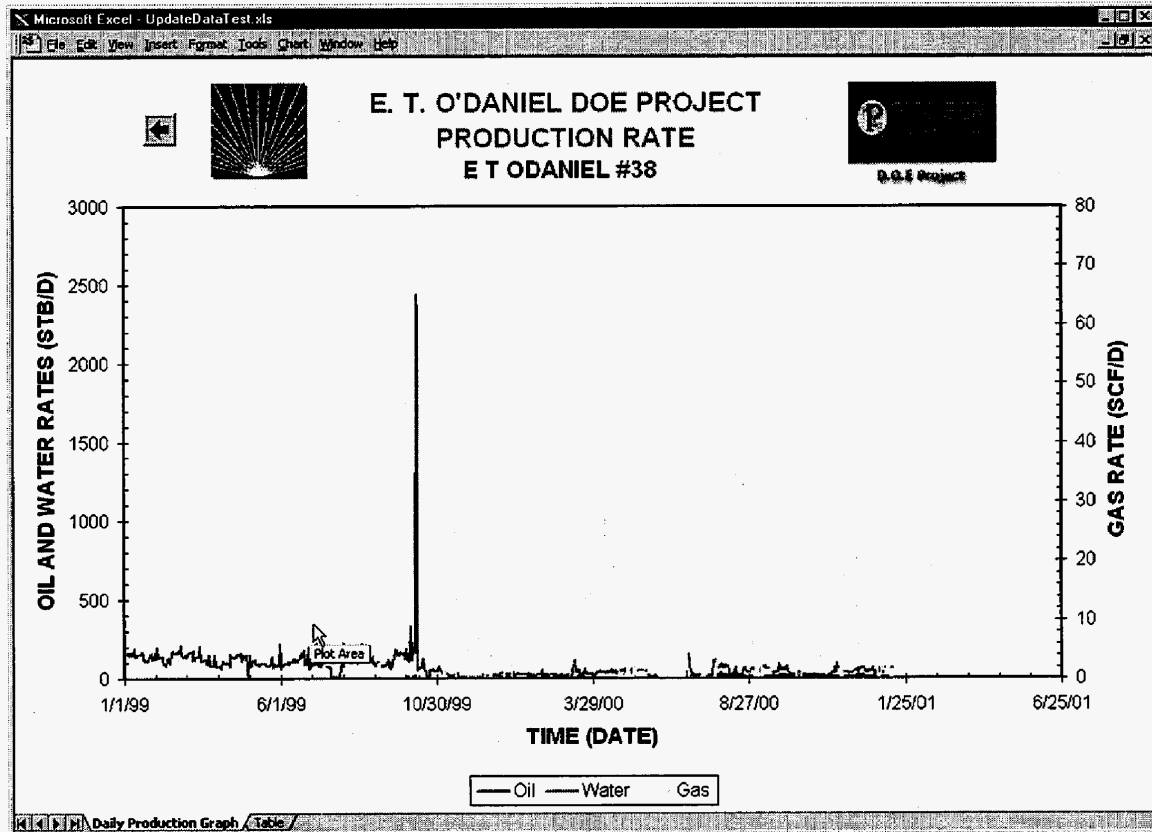 Microsoft Excel - UpdateDataTest.xls
File Edit View Insert Format Tools Chart Window Help
E. T. O'DANIEL DOE PROJECT
PRODUCTION RATE
E T ODANIEL #38
D.O.E Project
OIL AND WATER RATES (STB/D)
3000
2500
2000
1500
1000
500
0
80
70
60
50
40
30
20
10
0
GAS RATE (SCF/D)
Plot Area
1/1/99 6/1/99 10/30/99 3/29/00 8/27/00 1/25/01 6/25/01
TIME (DATE)
Oil Water Gas
Daily Production Graph Table